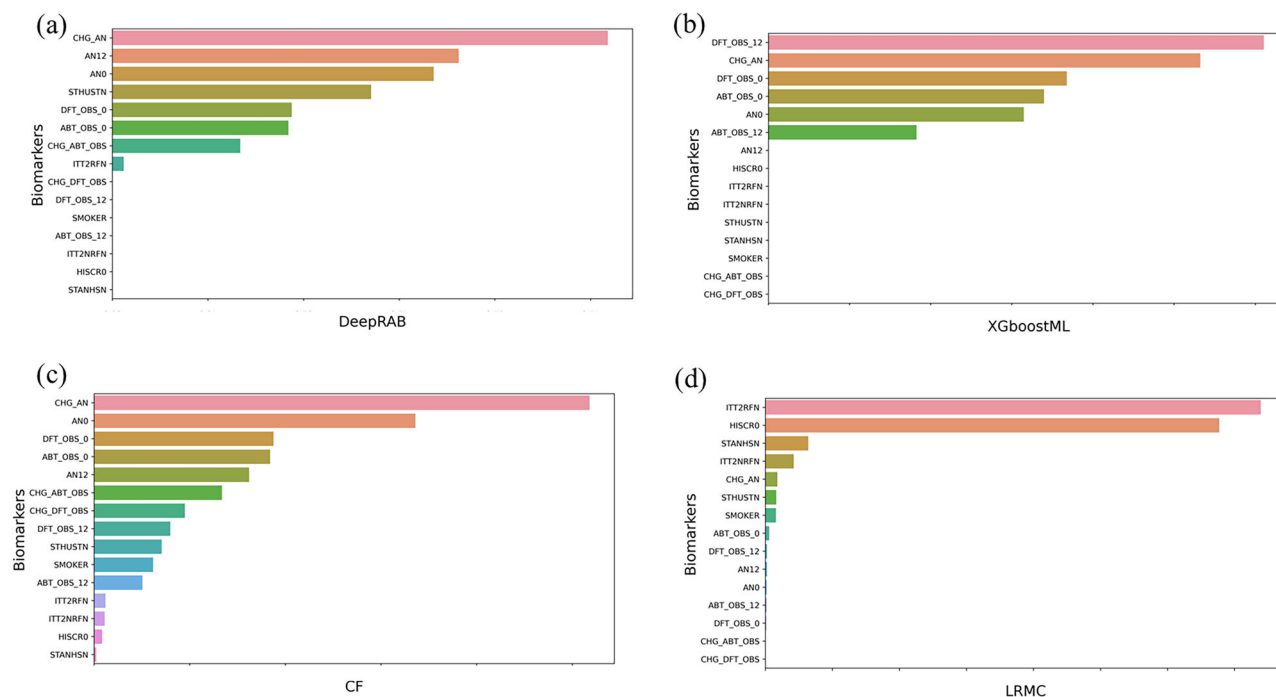 (a)
CHG_AN
AN12
AN0
STHUSTN
DFT_OBS_0
ABT_OBS_0
CHG_ABT_OBS
ITT2RFN
CHG_DFT_OBS
DFT_OBS_12
SMOKER
ABT_OBS_12
ITT2NRFN
HISCR0
STANHSN
Biomarkers
DeepRAB
(b)
DFT_OBS_12
CHG_AN
DFT_OBS_0
ABT_OBS_0
AN0
ABT_OBS_12
AN12
HISCR0
ITT2RFN
ITT2NRFN
STHUSTN
STANHSN
SMOKER
CHG_ABT_OBS
CHG_DFT_OBS
Biomarkers
XGboostML
(c)
CHG_AN
AN0
DFT_OBS_0
ABT_OBS_0
AN12
CHG_ABT_OBS
CHG_DFT_OBS
DFT_OBS_12
STHUSTN
SMOKER
ABT_OBS_12
ITT2RFN
ITT2NRFN
HISCR0
STANHSN
Biomarkers
CF
(d)
ITT2RFN
HISCR0
STANHSN
ITT2NRFN
CHG_AN
STHUSTN
SMOKER
ABT_OBS_0
DFT_OBS_12
AN12
AN0
ABT_OBS_12
DFT_OBS_0
CHG_ABT_OBS
CHG_DFT_OBS
Biomarkers
LRMC